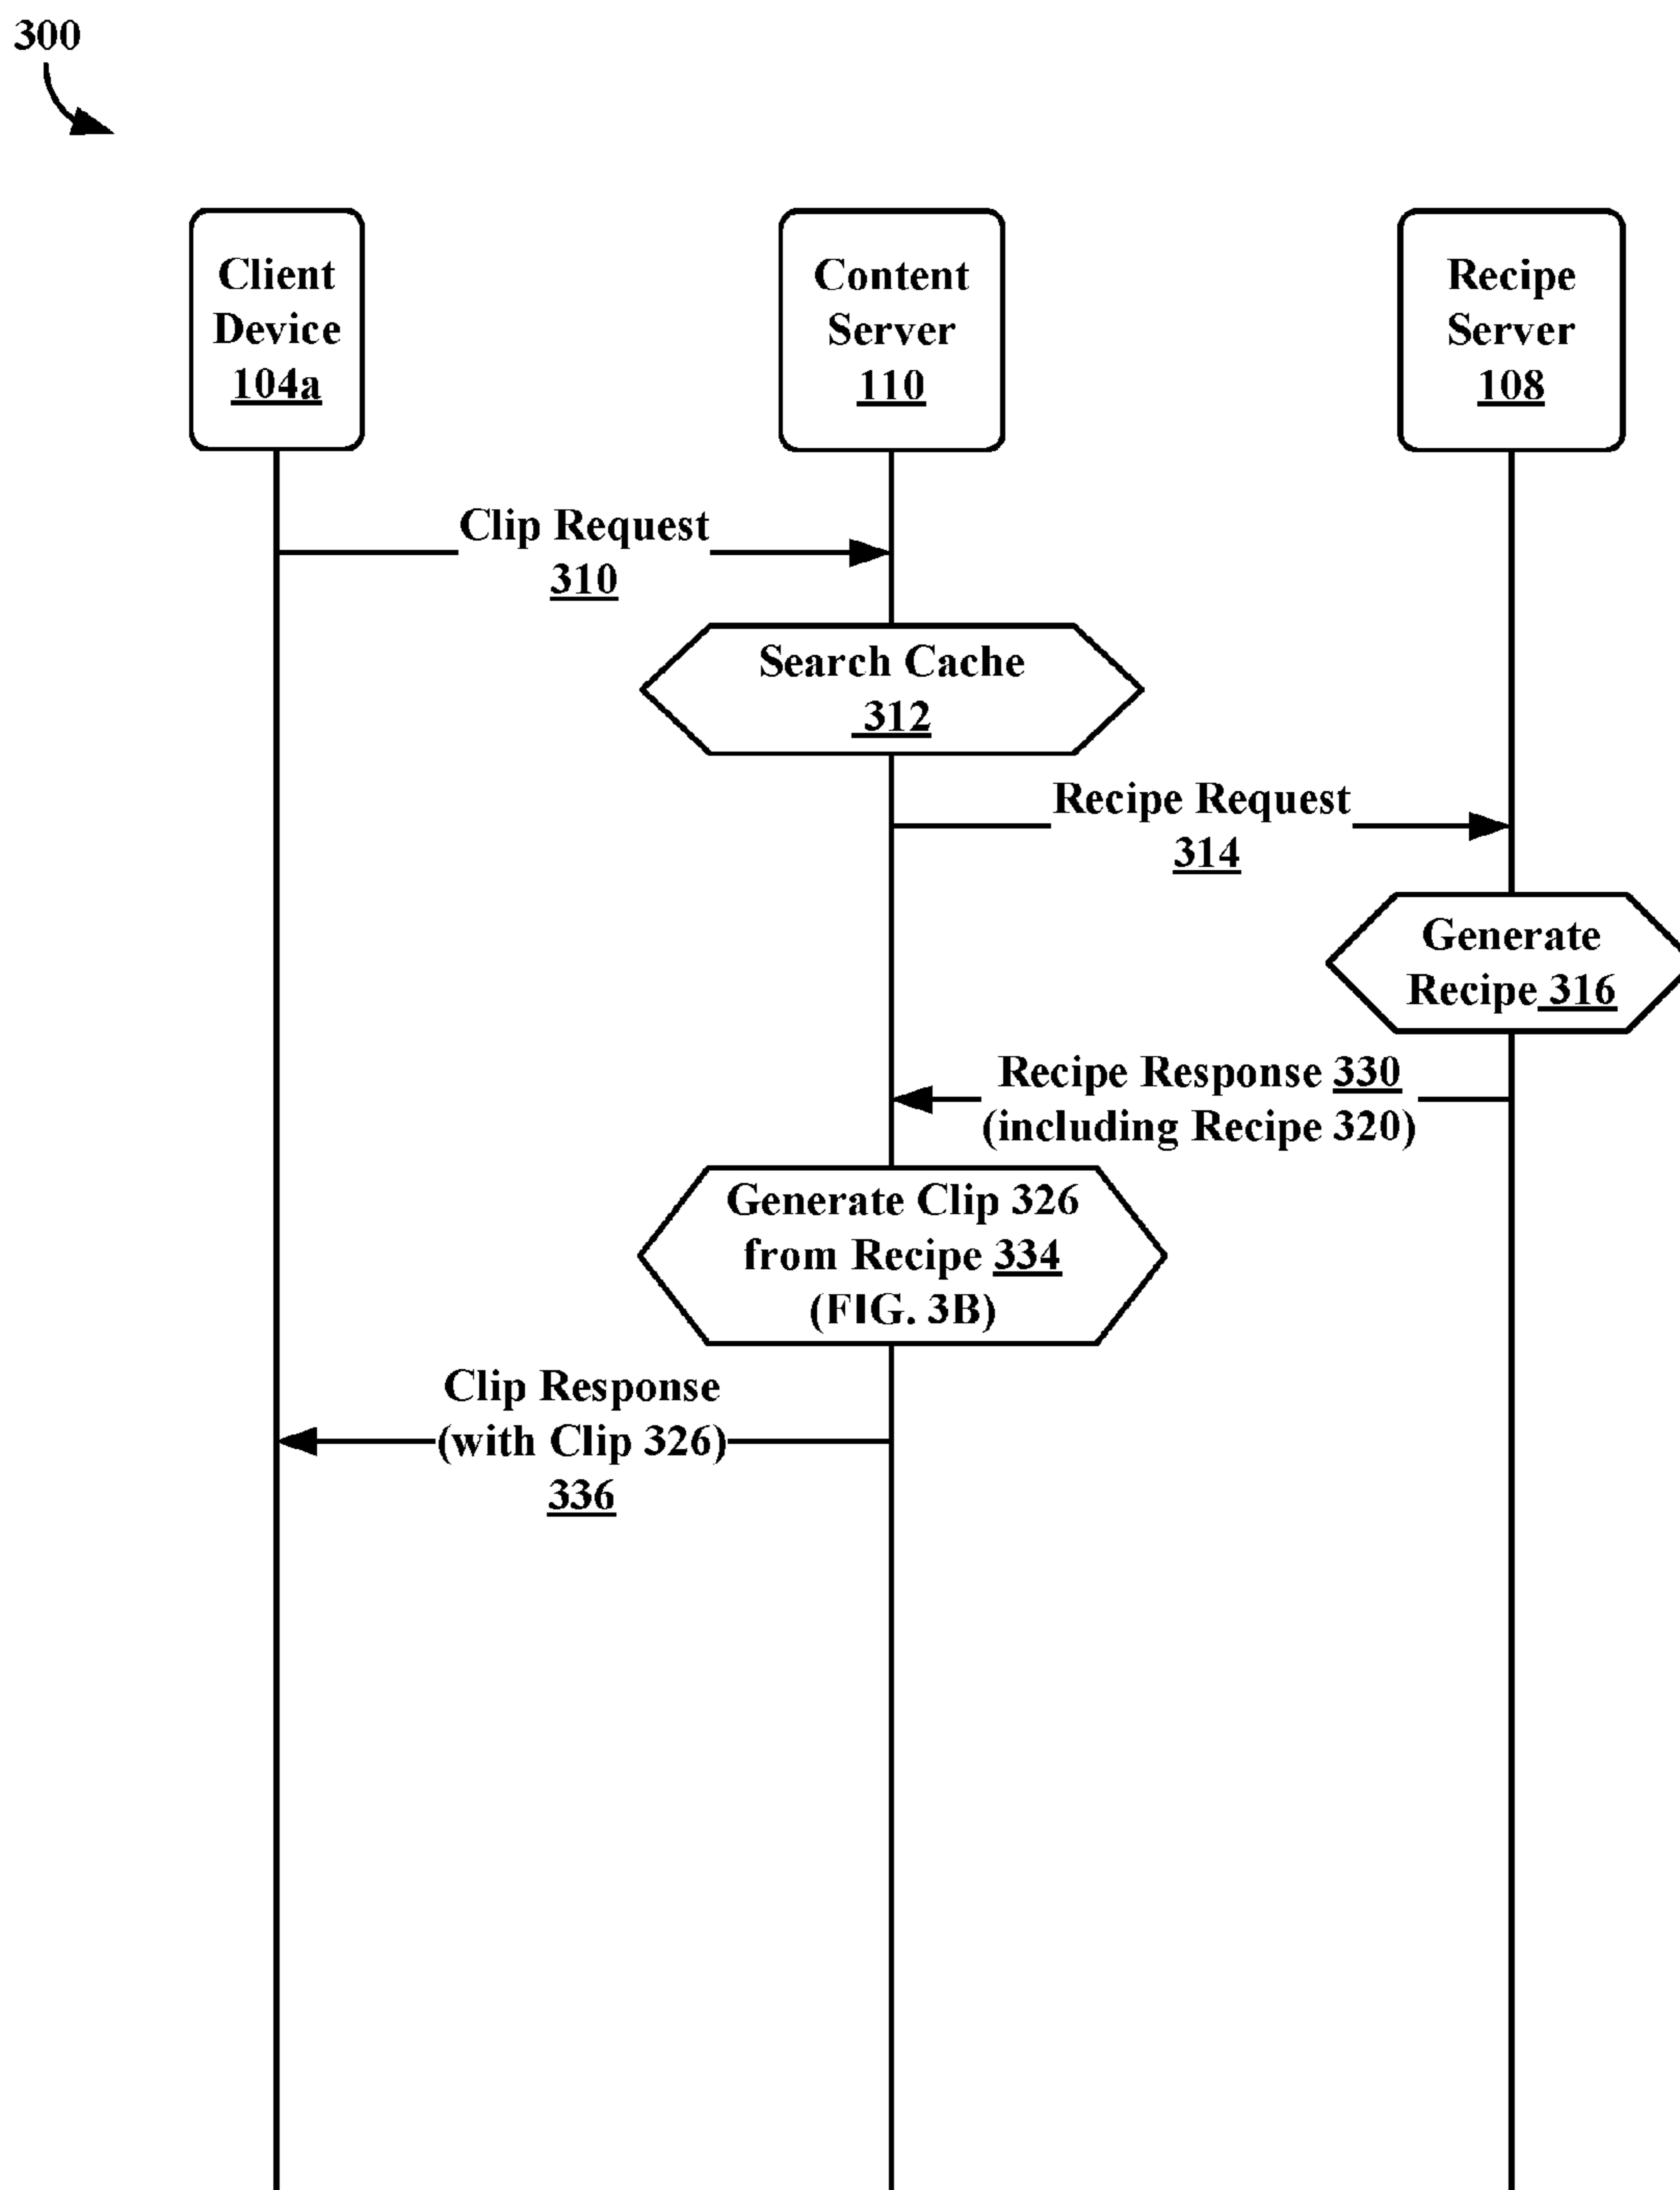 300
Client
Device
104a
Content
Server
110
Recipe
Server
108
Clip Request
310
Search Cache
312
Recipe Request
314
Generate
Recipe 316
Recipe Response 330
(including Recipe 320)
Generate Clip 326
from Recipe 334
(FIG. 3B)
Clip Response
(with Clip 326)
336